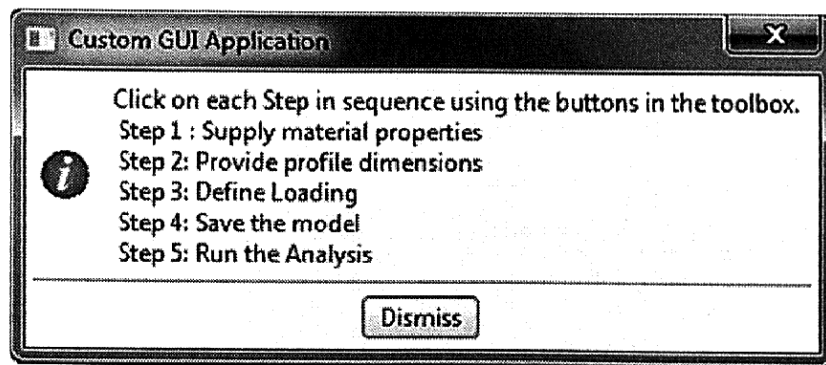 Custom GUI Application
Click on each Step in sequence using the buttons in the toolbox.
Step 1 : Supply material properties
Step 2: Provide profile dimensions
Step 3: Define Loading
Step 4: Save the model
Step 5: Run the Analysis
Dismiss